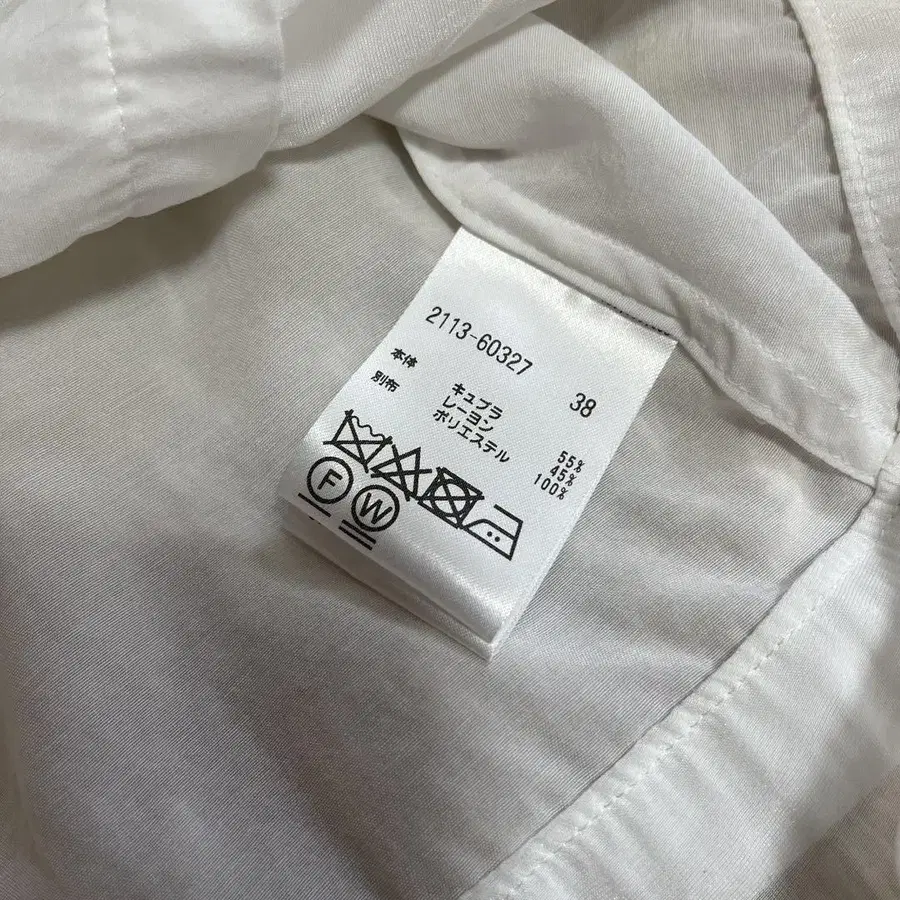 2113-60327
38
本体 キュプラ 55%
レーヨン 45%
別布 ポリエステル 100%
F W